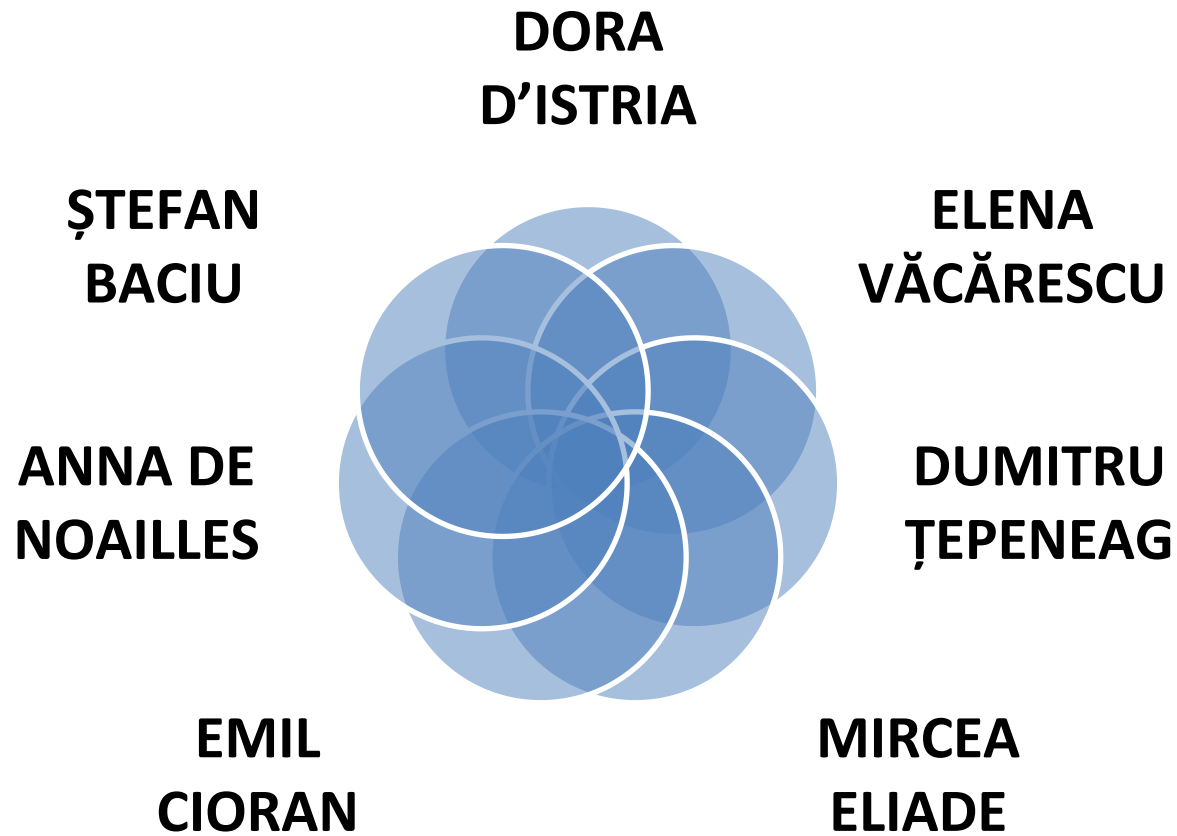 DORA
D’ISTRIA
ELENA
VĂCĂRESCU
DUMITRU
ȚEPENEAG
MIRCEA
ELIADE
EMIL
CIORAN
ANNA DE
NOAILLES
ȘTEFAN
BACIU